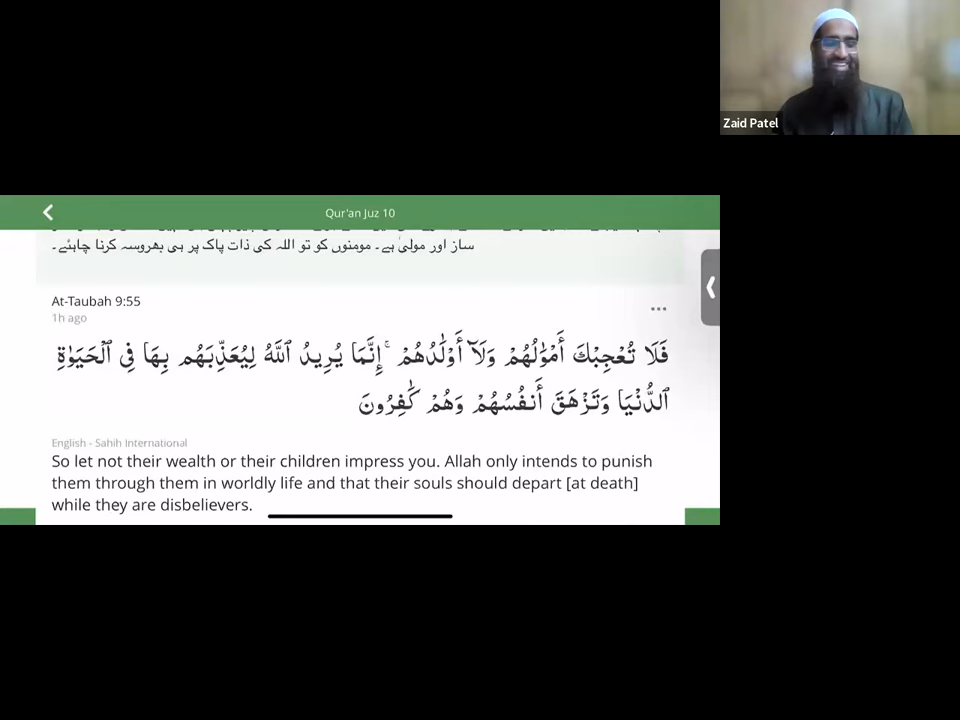 Zaid Patel
Qur'an Juz 10
ساز اور مولیٰ ہے۔ مومنوں کو تو اللہ کی ذات پاک پر ہی بھروسہ کرنا چاہئے۔
At-Taubah 9:55
1h ago
فَلَا تُعْجِبْكَ أَمْوَٰلُهُمْ وَلَآ أَوْلَٰدُهُمْ ۚ إِنَّمَا يُرِيدُ ٱللَّهُ لِيُعَذِّبَهُم بِهَا فِى ٱلْحَيَوٰةِ
ٱلدُّنْيَا وَتَزْهَقَ أَنفُسُهُمْ وَهُمْ كَٰفِرُونَ
English - Sahih International
So let not their wealth or their children impress you. Allah only intends to punish
them through them in worldly life and that their souls should depart [at death]
while they are disbelievers.